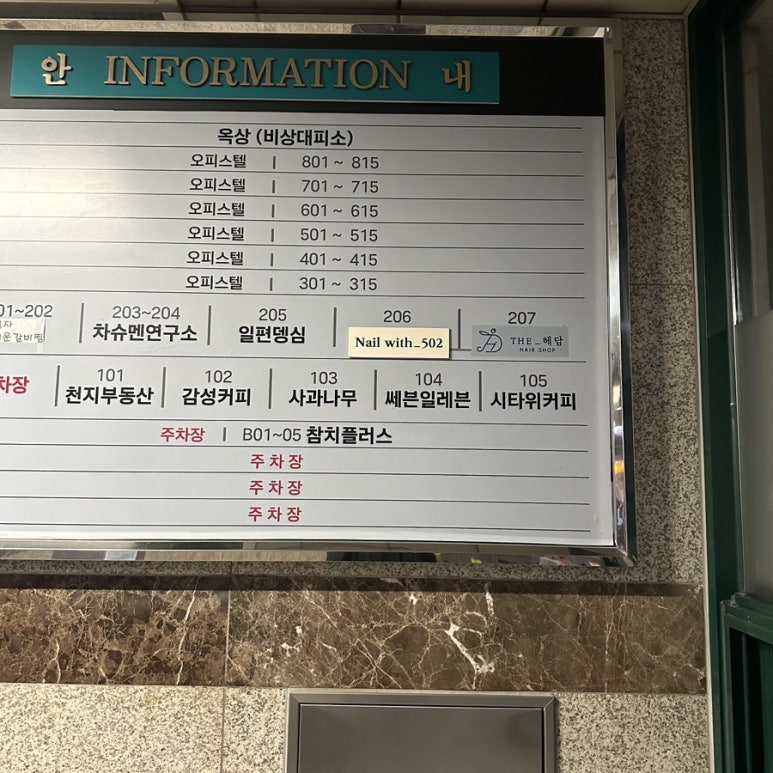 안 INFORMATION 내
옥상 (비상대피소)
오피스텔 | 801 ~ 815
오피스텔 | 701 ~ 715
오피스텔 | 601 ~ 615
오피스텔 | 501 ~ 515
오피스텔 | 401 ~ 415
오피스텔 | 301 ~ 315
01~202 203~204 205 206 207
차슈멘연구소 일편뎅심 Nail with_502 THE_헤담
HAIR SHOP
101 102 103 104 105
차장 천지부동산 감성커피 사과나무 쎄븐일레븐 시타위커피
주차장 | B01~05 참치플러스
주차장
주차장
주차장